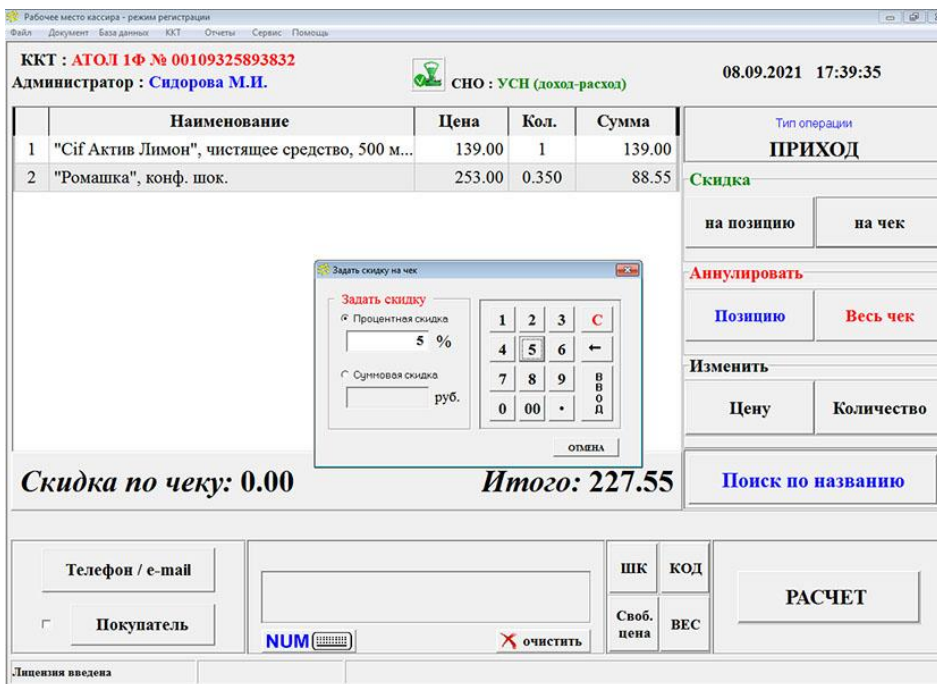 Рабочее место кассира - режим регистрации
Файл Документ База данных ККТ Отчеты Сервис Помощь
ККТ : АТОЛ 1Ф № 00109325893832
Администратор : Сидорова М.И.
СНО : УСН (доход-расход)
08.09.2021 17:39:35
Наименование Цена Кол. Сумма
1 "Cif Актив Лимон", чистящее средство, 500 м... 139.00 1 139.00
2 "Ромашка", конф. шок. 253.00 0.350 88.55
Тип операции
ПРИХОД
Скидка
на позицию на чек
Аннулировать
Позицию Весь чек
Изменить
Цену Количество
Поиск по названию
Задать скидку на чек
Задать скидку
Процентная скидка
5 %
Суммовая скидка
руб.
1 2 3 С
4 5 6 ←
7 8 9 ВВОД
0 00 •
ОТМЕНА
Скидка по чеку: 0.00 Итого: 227.55
Телефон / e-mail
Покупатель
NUM
очистить
ШК КОД
Своб. цена ВЕС
РАСЧЕТ
Лицензия введена